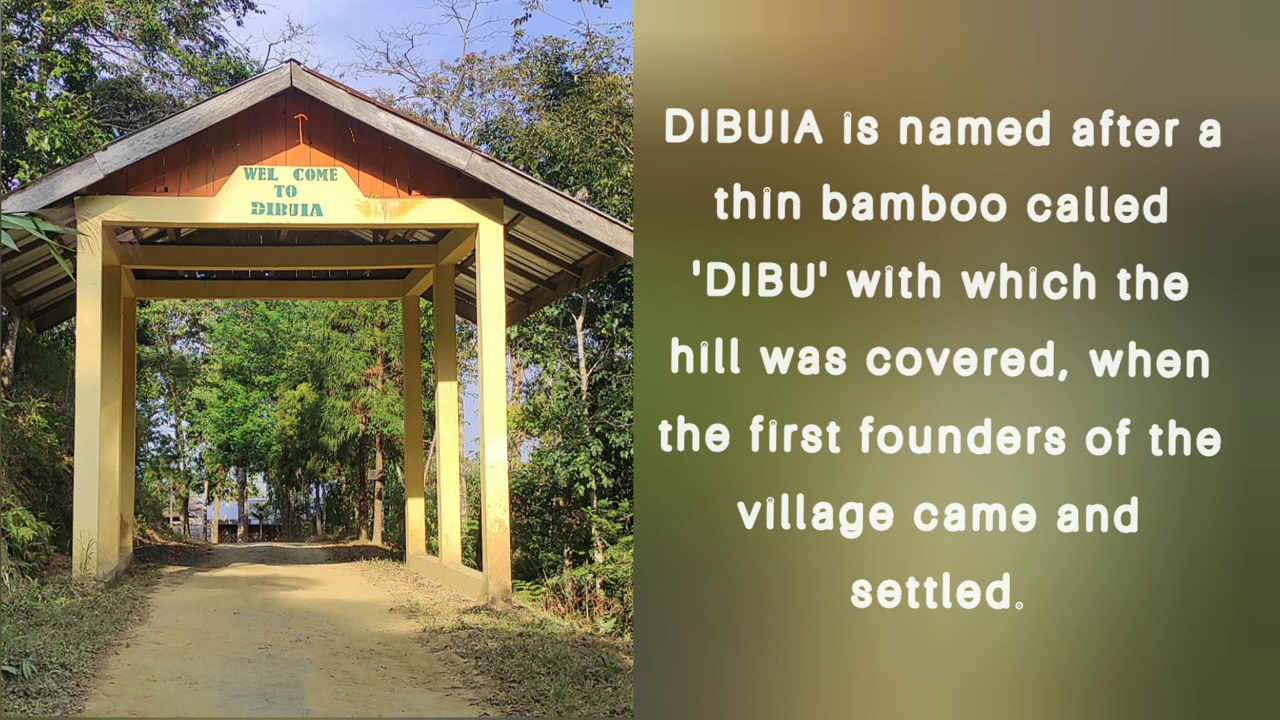 WEL COME
TO
DIBUIA
DIBUIA is named after a
thin bamboo called
'DIBU' with which the
hill was covered, when
the first founders of the
village came and
settled.